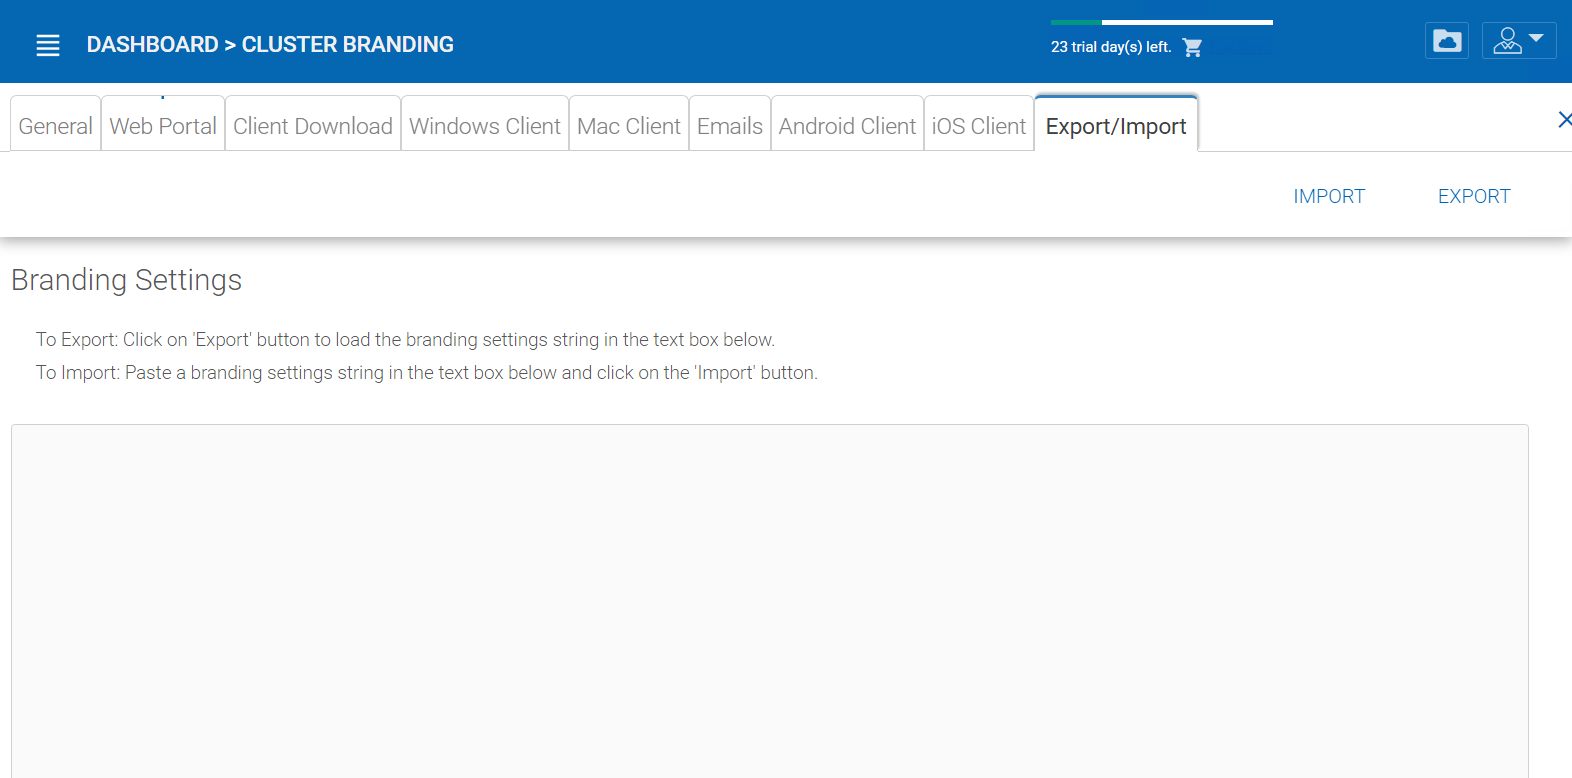 DASHBOARD > CLUSTER BRANDING
23 trial day(s) left.
General Web Portal Client Download Windows Client Mac Client Emails Android Client iOS Client Export/Import
IMPORT EXPORT
Branding Settings
To Export: Click on 'Export' button to load the branding settings string in the text box below.
To Import: Paste a branding settings string in the text box below and click on the 'Import' button.